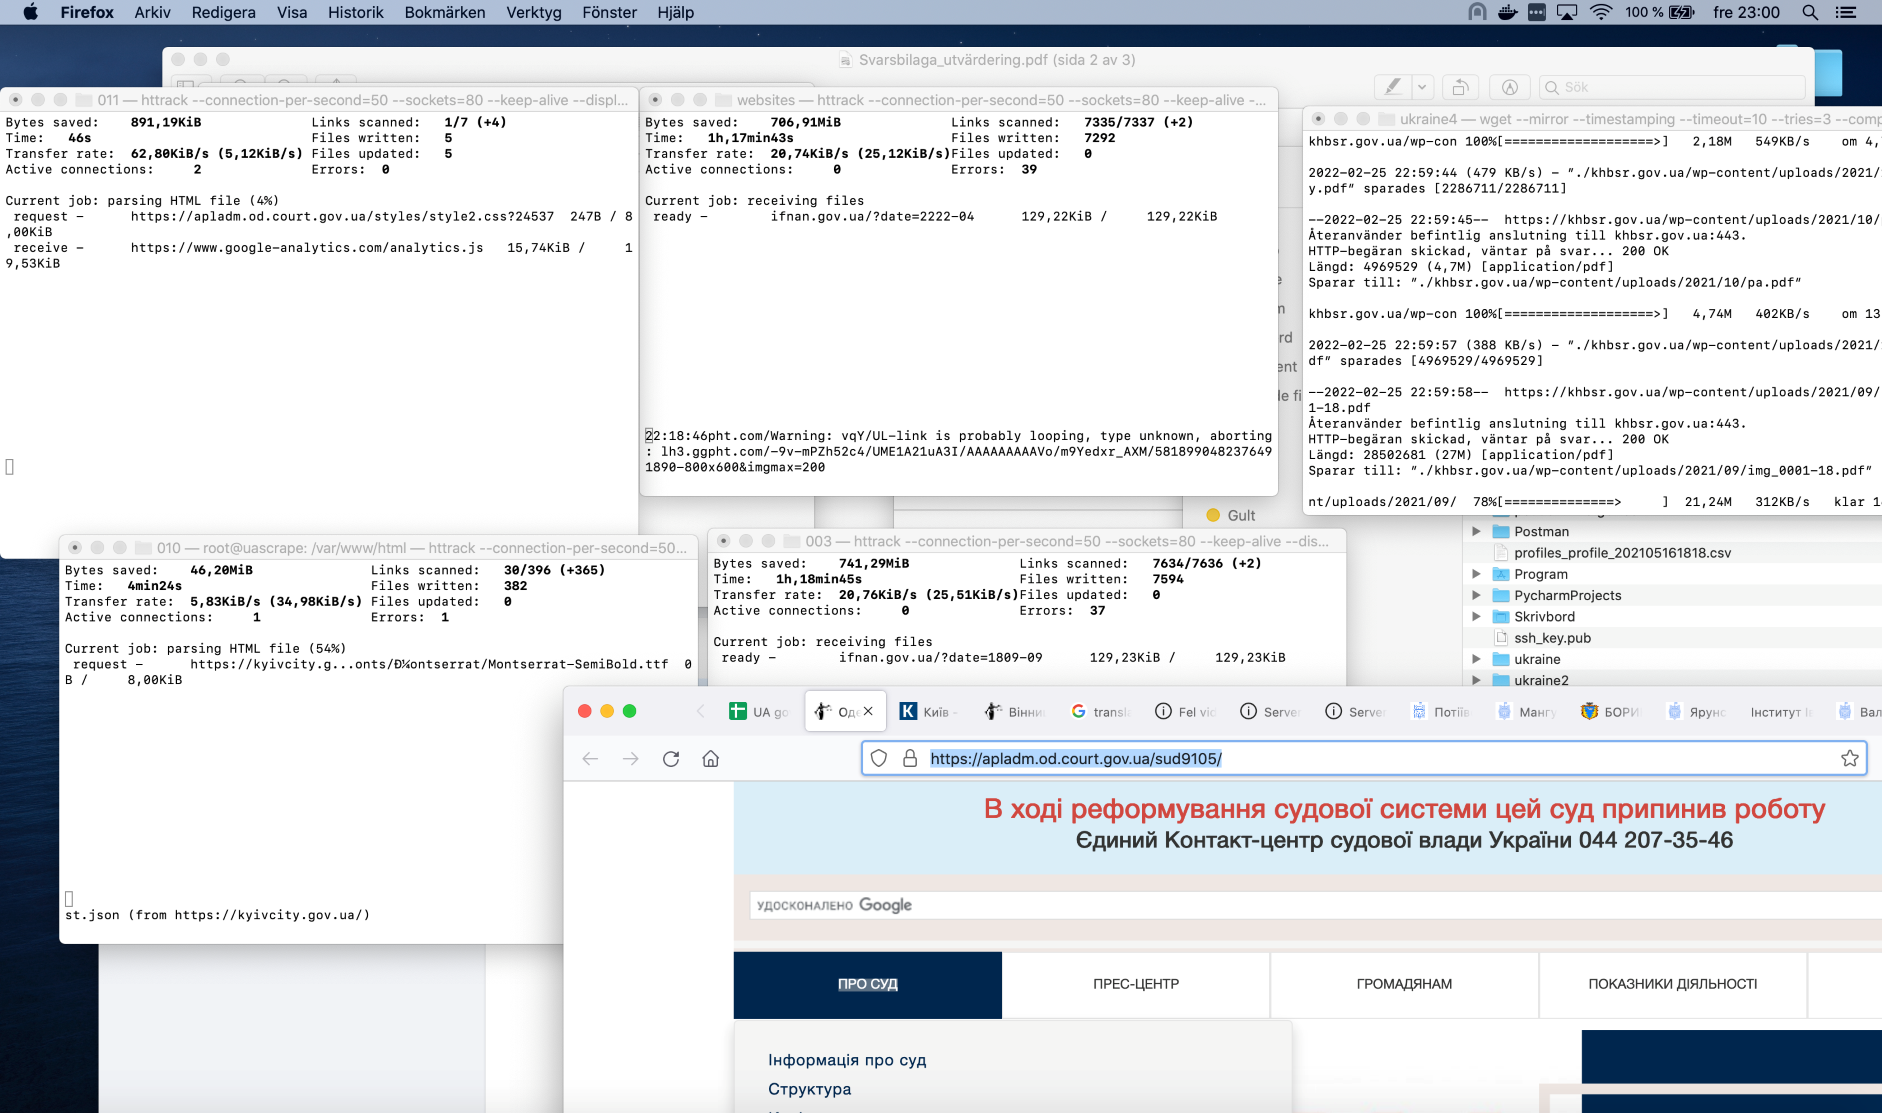 Firefox Arkiv Redigera Visa Historik Bokmärken Verktyg Fönster Hjälp 100 % fre 23:00
Svarsbilaga_utvärdering.pdf (sida 2 av 3)
Sök
011 — httrack --connection-per-second=50 --sockets=80 --keep-alive --displ...
Bytes saved: 891,19KiB Links scanned: 1/7 (+4)
Time: 46s Files written: 5
Transfer rate: 62,80KiB/s (5,12KiB/s) Files updated: 5
Active connections: 2 Errors: 0
Current job: parsing HTML file (4%)
request – https://apladm.od.court.gov.ua/styles/style2.css?24537 247B / 8
,00KiB
receive – https://www.google-analytics.com/analytics.js 15,74KiB / 1
9,53KiB
websites — httrack --connection-per-second=50 --sockets=80 --keep-alive -...
Bytes saved: 706,91MiB Links scanned: 7335/7337 (+2)
Time: 1h,17min43s Files written: 7292
Transfer rate: 20,74KiB/s (25,12KiB/s)Files updated: 0
Active connections: 0 Errors: 39
Current job: receiving files
ready – ifnan.gov.ua/?date=2222-04 129,22KiB / 129,22KiB
22:18:46pht.com/Warning: vqY/UL-link is probably looping, type unknown, aborting
: lh3.ggpht.com/-9v-mPZh52c4/UME1A21uA3I/AAAAAAAAAVo/m9Yedxr_AXM/581899048237649
1890-800x600&imgmax=200
ukraine4 — wget --mirror --timestamping --timeout=10 --tries=3 --comp
khbsr.gov.ua/wp-con 100%[===================>] 2,18M 549KB/s om 4,
2022-02-25 22:59:44 (479 KB/s) – ”./khbsr.gov.ua/wp-content/uploads/2021/
y.pdf” sparades [2286711/2286711]
--2022-02-25 22:59:45-- https://khbsr.gov.ua/wp-content/uploads/2021/10/
Återanvänder befintlig anslutning till khbsr.gov.ua:443.
HTTP-begäran skickad, väntar på svar... 200 OK
Längd: 4969529 (4,7M) [application/pdf]
Sparar till: ”./khbsr.gov.ua/wp-content/uploads/2021/10/pa.pdf”
khbsr.gov.ua/wp-con 100%[===================>] 4,74M 402KB/s om 13
2022-02-25 22:59:57 (388 KB/s) – ”./khbsr.gov.ua/wp-content/uploads/2021/
df” sparades [4969529/4969529]
--2022-02-25 22:59:58-- https://khbsr.gov.ua/wp-content/uploads/2021/09/
1-18.pdf
Återanvänder befintlig anslutning till khbsr.gov.ua:443.
HTTP-begäran skickad, väntar på svar... 200 OK
Längd: 28502681 (27M) [application/pdf]
Sparar till: ”./khbsr.gov.ua/wp-content/uploads/2021/09/img_0001-18.pdf”
nt/uploads/2021/09/ 78%[==============> ] 21,24M 312KB/s klar 1
Gult
Postman
profiles_profile_202105161818.csv
Program
PycharmProjects
Skrivbord
ssh_key.pub
ukraine
ukraine2
010 — root@uascrape: /var/www/html — httrack --connection-per-second=50...
Bytes saved: 46,20MiB Links scanned: 30/396 (+365)
Time: 4min24s Files written: 382
Transfer rate: 5,83KiB/s (34,98KiB/s) Files updated: 0
Active connections: 1 Errors: 1
Current job: parsing HTML file (54%)
request – https://kyivcity.g...onts/Ð¼ontserrat/Montserrat-SemiBold.ttf 0
B / 8,00KiB
st.json (from https://kyivcity.gov.ua/)
003 — httrack --connection-per-second=50 --sockets=80 --keep-alive --dis...
Bytes saved: 741,29MiB Links scanned: 7634/7636 (+2)
Time: 1h,18min45s Files written: 7594
Transfer rate: 20,76KiB/s (25,51KiB/s)Files updated: 0
Active connections: 0 Errors: 37
Current job: receiving files
ready – ifnan.gov.ua/?date=1809-09 129,23KiB / 129,23KiB
UA go Оде Київ - Вінни transla Fel vid Server Server Потіїв Мангу БОРИ Ярунс Інститут Вал
https://apladm.od.court.gov.ua/sud9105/
В ході реформування судової системи цей суд припинив роботу
Єдиний Контакт-центр судової влади України 044 207-35-46
УДОСКОНАЛЕНО Google
ПРО СУД ПРЕС-ЦЕНТР ГРОМАДЯНАМ ПОКАЗНИКИ ДІЯЛЬНОСТІ
Інформація про суд
Структура